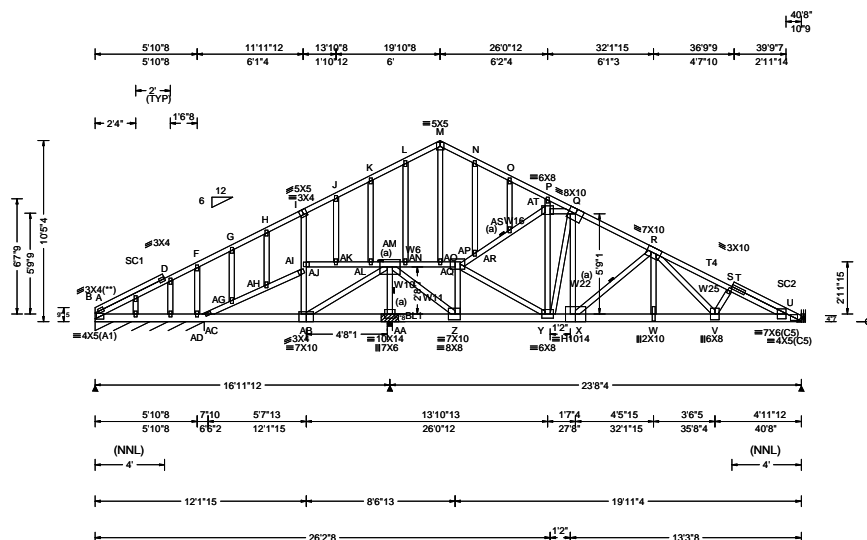 40'8"
10"9
5'10"8 11'11"12 13'10"8 19'10"8 26'0"12 32'1"15 36'9"9 39'9"7
5'10"8 6'1"4 1'10"12 6' 6'2"4 6'1"3 4'7"10 2'11"14
2'
(TYP)
2'4" 1'6"8
≡5X5
M
L N
K O
≡6X8
P
≡8X10
Q
AT
≡5X5
≡3X4
I J
12
6
H
G
F
≡3X4
SC1
D
≡3X4(**)
B A
≡4X5(A1)
10'5"4
6'7"9
5'9"9
AS W16
(a)
≡7X10
R
≡3X10
T4
S T
SC2
U
W25
W22 (a)
5'9"1
2'11"15
AM
(a)
W6
AK AL AN AO AP
AQ AR
AI
AJ
AH
AG
W10
(a)
2'8"
W11
BL1
AD AC AB AA Z Y X W V
1'2"
4'8"1
≡3X4
≡7X10
≡10X14
|||7X6
≡7X10
≡8X8
≡6X8
≡H1014
|||2X10
|||6X8
≡7X6(C5)
≡4X5(C5)
16'11"12 23'8"4
5'10"8 7"10 5'7"13 13'10"13 1'7"4 4'5"15 3'6"5 4'11"12
5'10"8 6'6"2 12'1"15 26'0"12 27'8" 32'1"15 35'8"4 40'8"
(NNL) (NNL)
4' 4'
12'1"15 8'6"13 19'11"4
26'2"8 1'2" 13'3"8